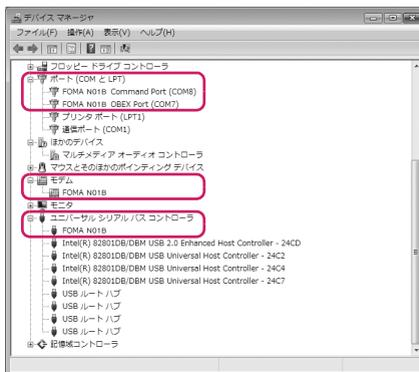 デバイス マネージャ
ファイル(F) 操作(A) 表示(V) ヘルプ(H)
フロッピー ドライブ コントローラ
ポート (COM と LPT)
FOMA N01B Command Port (COM8)
FOMA N01B OBEX Port (COM7)
プリンタ ポート (LPT1)
通信ポート (COM1)
ほかのデバイス
マルチメディア オーディオ コントローラ
マウスとそのほかのポインティング デバイス
モデム
FOMA N01B
モニタ
ユニバーサル シリアル バス コントローラ
FOMA N01B
Intel(R) 82801DB/DBM USB 2.0 Enhanced Host Controller - 24CD
Intel(R) 82801DB/DBM USB Universal Host Controller - 24C2
Intel(R) 82801DB/DBM USB Universal Host Controller - 24C4
Intel(R) 82801DB/DBM USB Universal Host Controller - 24C7
USB ルート ハブ
USB ルート ハブ
USB ルート ハブ
USB ルート ハブ
記憶域コントローラ